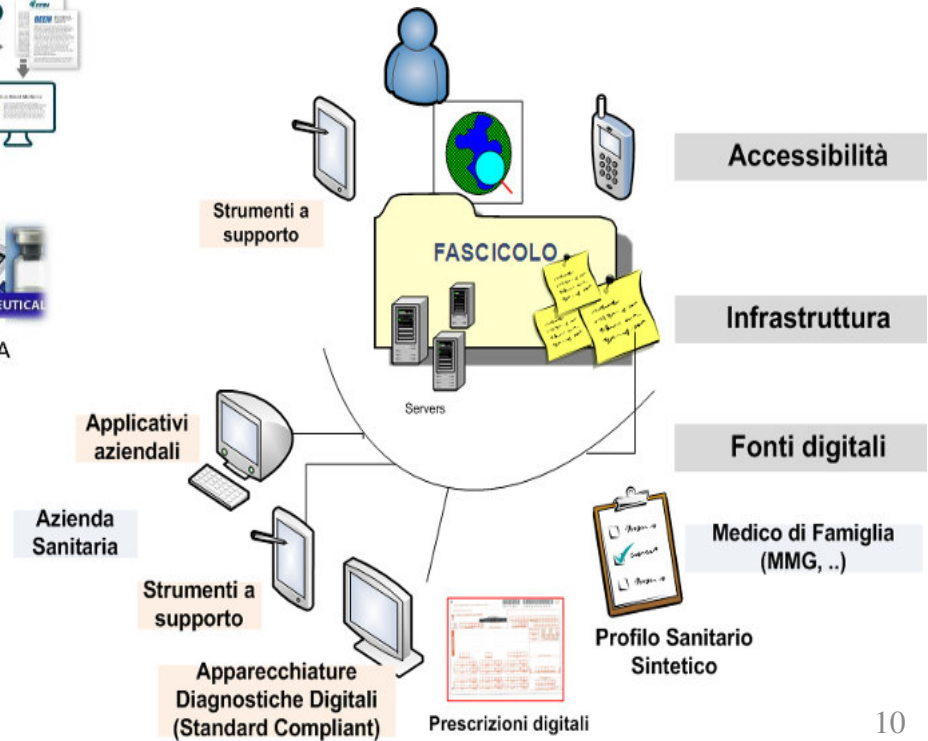 Accessibilità
Strumenti a
supporto
FASCICOLO
EUTICAL
A
Infrastruttura
Servers
Applicativi
aziendali
Fonti digitali
Azienda
Sanitaria
Medico di Famiglia
(MMG, ..)
Strumenti a
supporto
Profilo Sanitario
Sintetico
Apparecchiature
Diagnostiche Digitali
(Standard Compliant)
Prescrizioni digitali
10